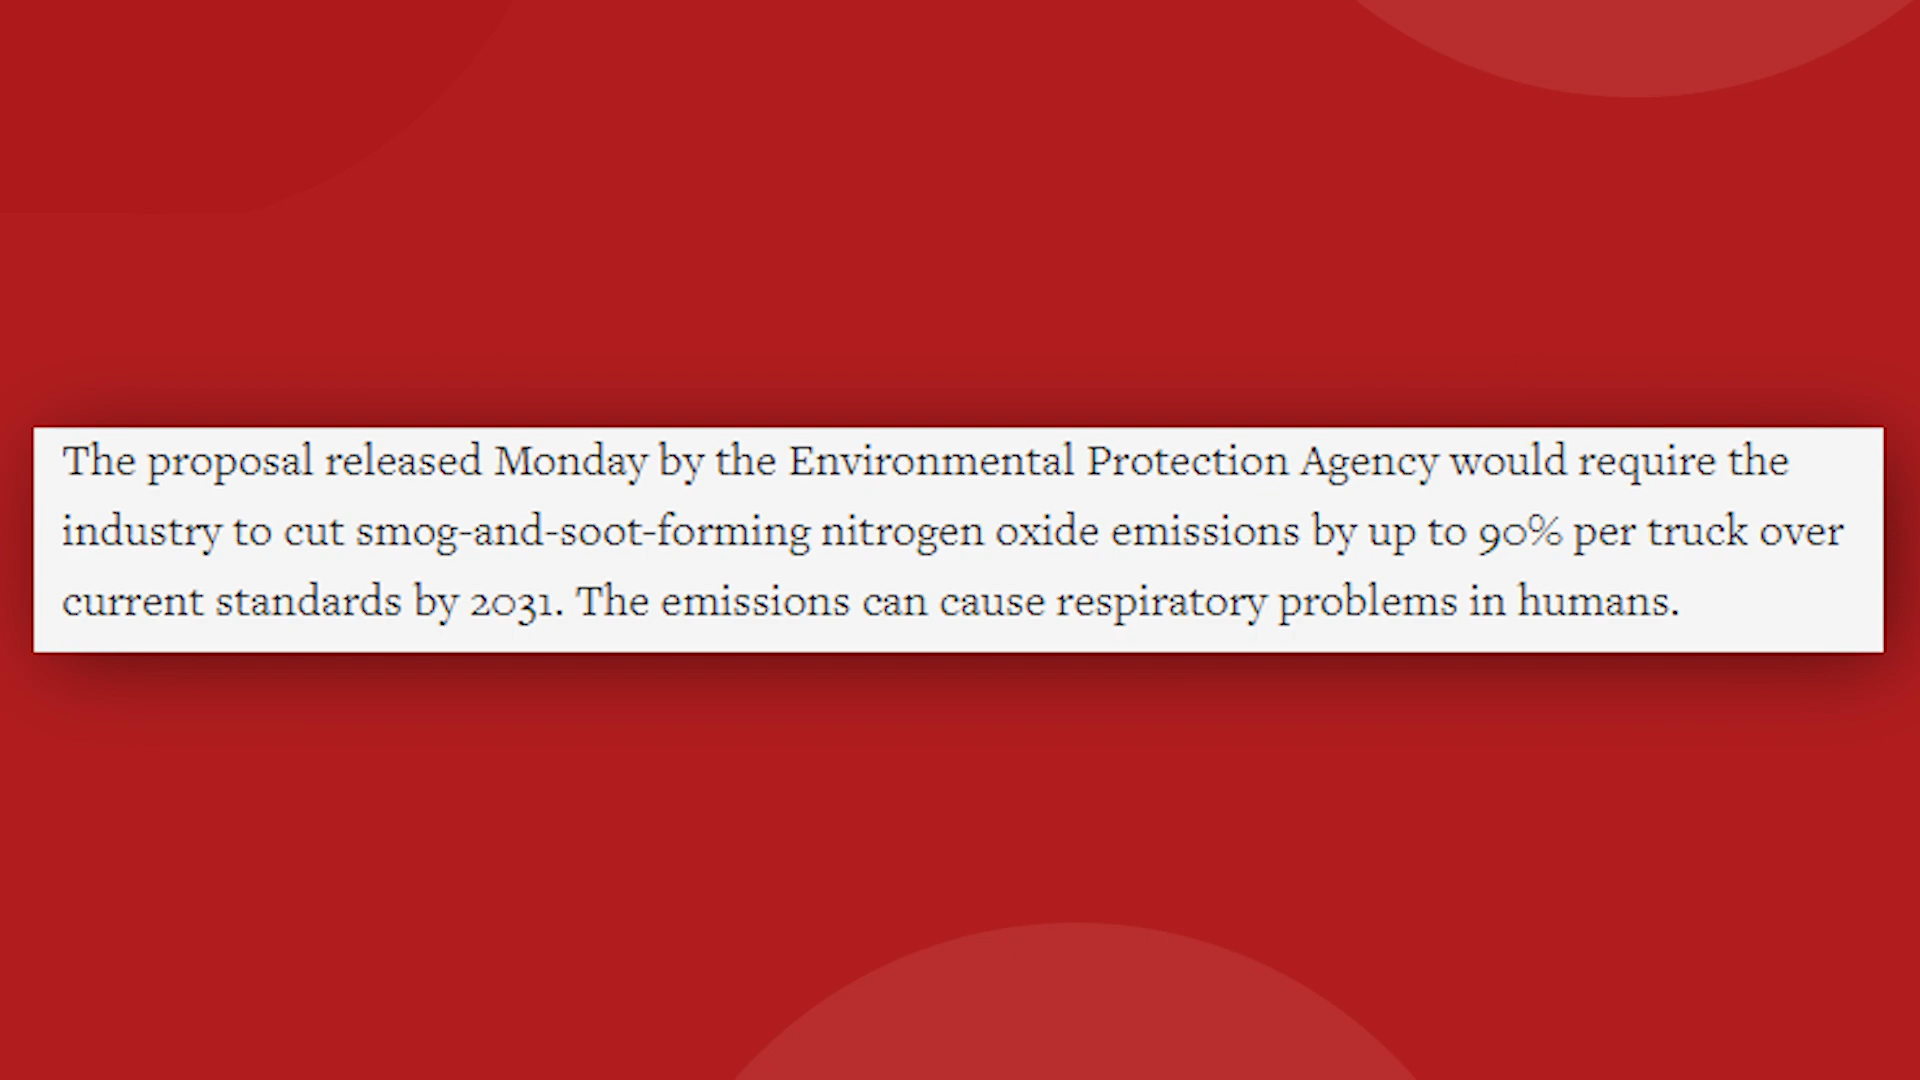 The proposal released Monday by the Environmental Protection Agency would require the
industry to cut smog-and-soot-forming nitrogen oxide emissions by up to 90% per truck over
current standards by 2031. The emissions can cause respiratory problems in humans.